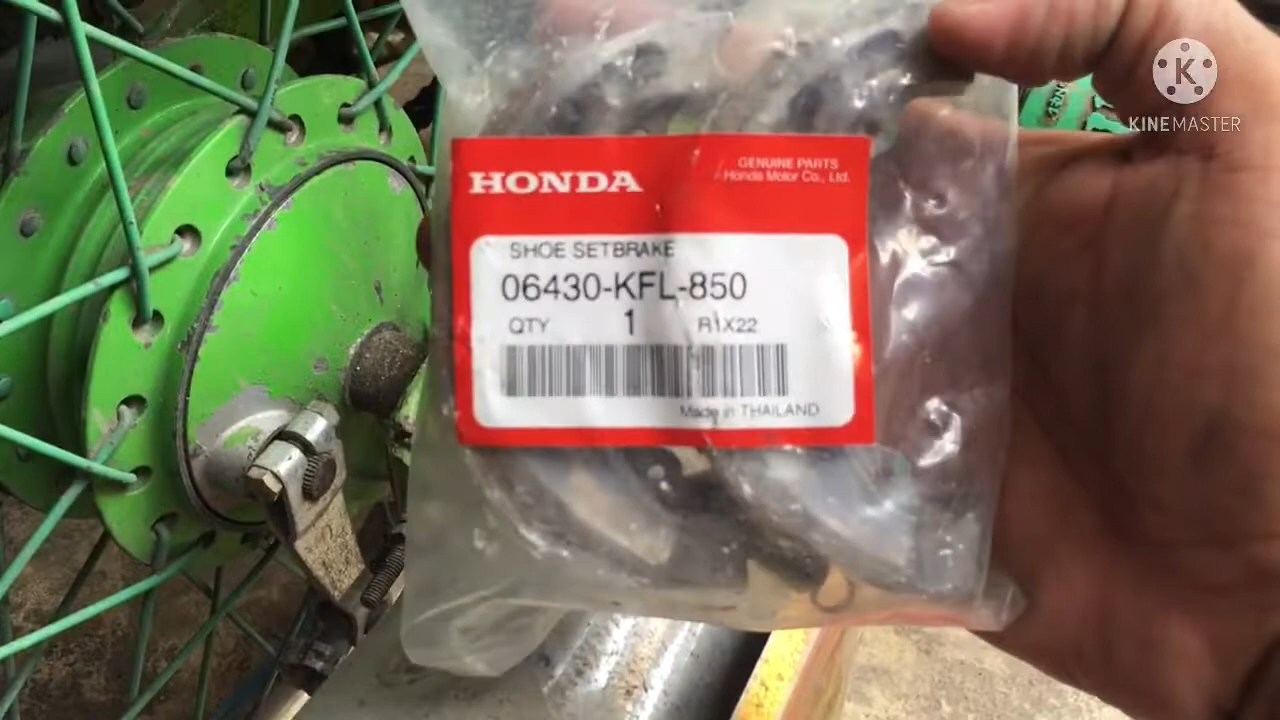 K
KINEMASTER
HONDA
GENUINE PARTS
Honda Motor Co., Ltd.
SHOE SETBRAKE
06430-KFL-850
QTY 1 R1X22
Made in THAILAND